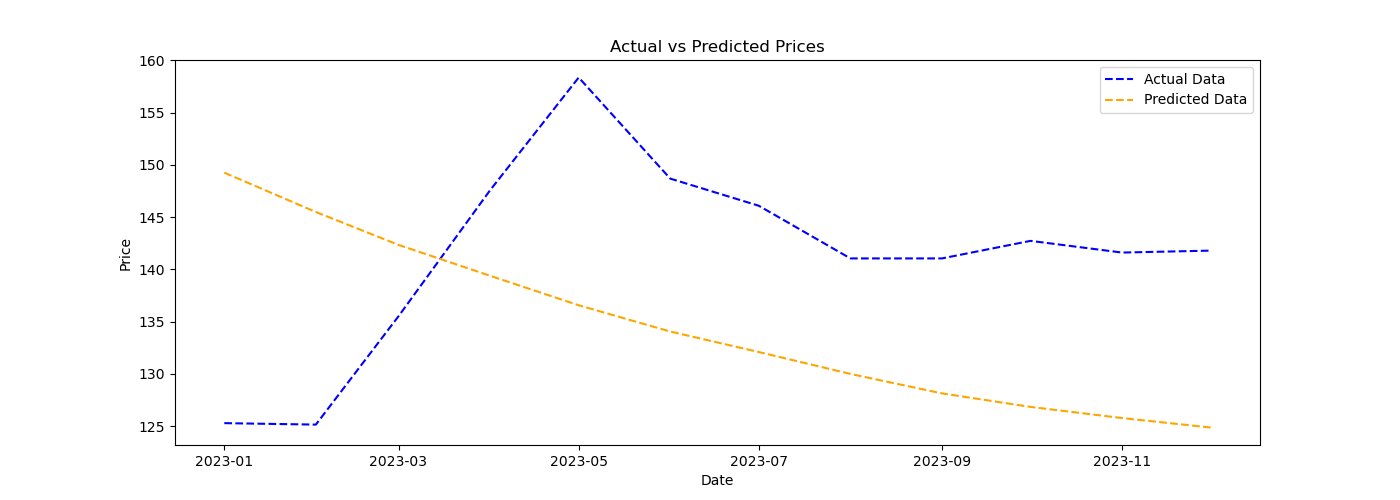 Actual vs Predicted Prices
Actual Data
Predicted Data
160
155
150
145
140
135
130
125
Price
2023-01 2023-03 2023-05 2023-07 2023-09 2023-11
Date